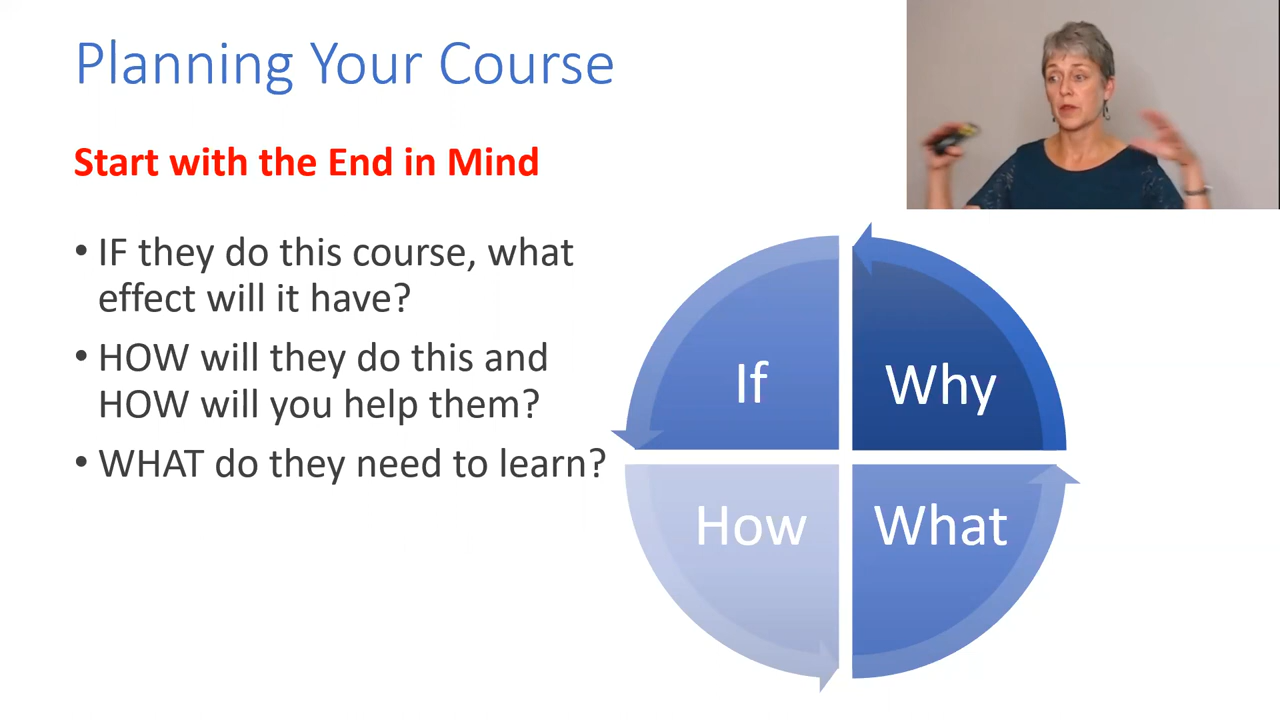 Planning Your Course
Start with the End in Mind
• IF they do this course, what
effect will it have?
• HOW will they do this and
HOW will you help them?
• WHAT do they need to learn?
If
Why
How
What